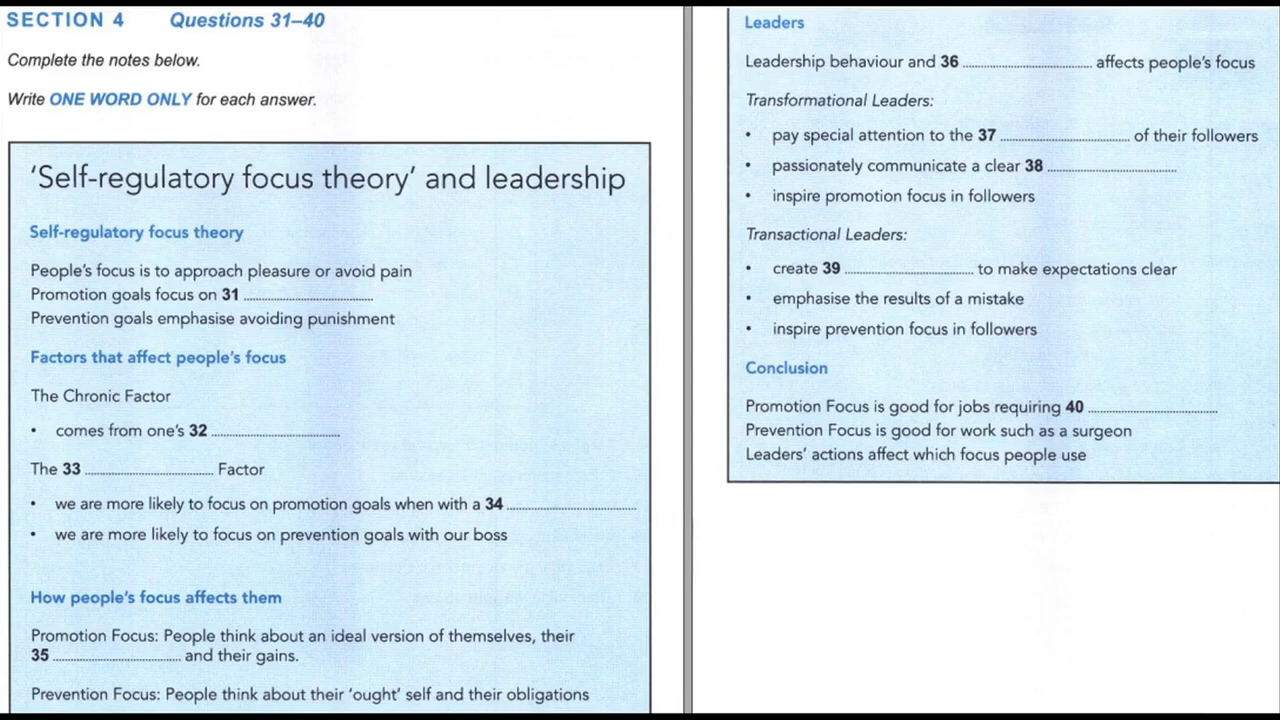 SECTION 4 Questions 31–40
Complete the notes below.
Write ONE WORD ONLY for each answer.
'Self-regulatory focus theory' and leadership
Self-regulatory focus theory
People's focus is to approach pleasure or avoid pain
Promotion goals focus on 31 ..............................
Prevention goals emphasise avoiding punishment
Factors that affect people's focus
The Chronic Factor
• comes from one's 32 ..............................
The 33 .............................. Factor
• we are more likely to focus on promotion goals when with a 34 ..............................
• we are more likely to focus on prevention goals with our boss
How people's focus affects them
Promotion Focus: People think about an ideal version of themselves, their
35 .............................. and their gains.
Prevention Focus: People think about their 'ought' self and their obligations
Leaders
Leadership behaviour and 36 .............................. affects people's focus
Transformational Leaders:
• pay special attention to the 37 .............................. of their followers
• passionately communicate a clear 38 ..............................
• inspire promotion focus in followers
Transactional Leaders:
• create 39 .............................. to make expectations clear
• emphasise the results of a mistake
• inspire prevention focus in followers
Conclusion
Promotion Focus is good for jobs requiring 40 ..............................
Prevention Focus is good for work such as a surgeon
Leaders' actions affect which focus people use